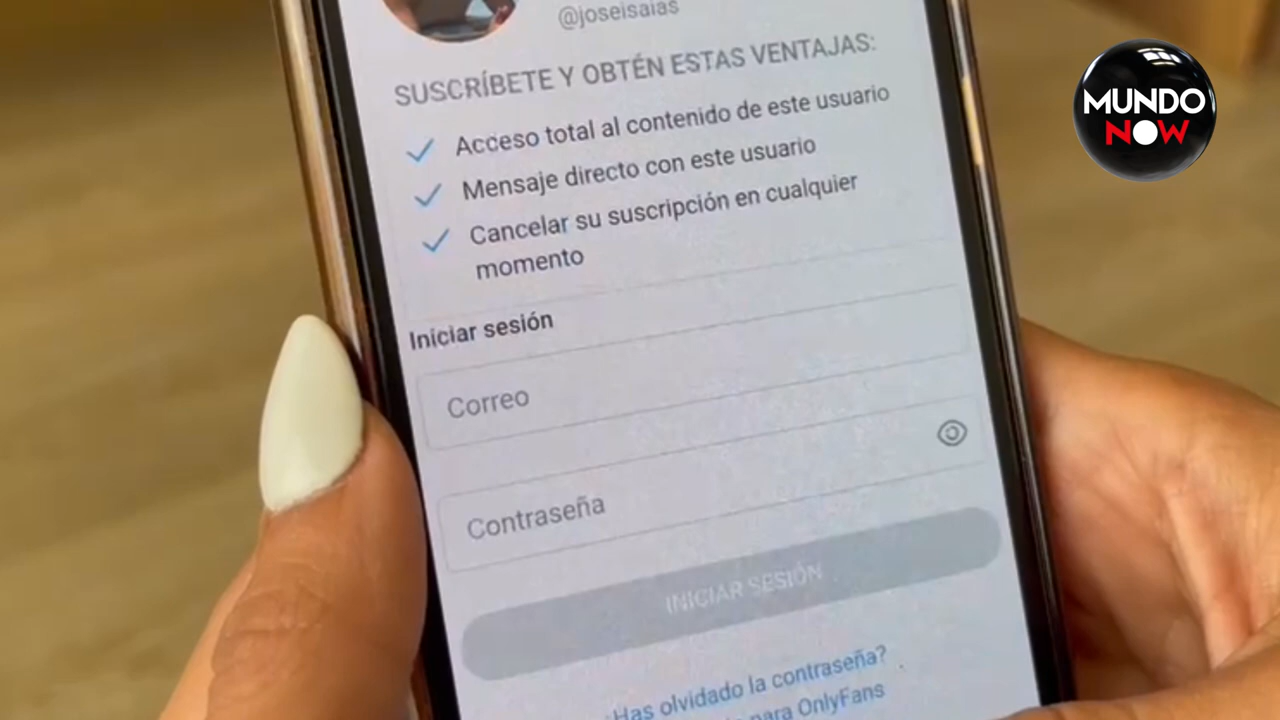 @joseisaias
SUSCRÍBETE Y OBTÉN ESTAS VENTAJAS:
Acceso total al contenido de este usuario
Mensaje directo con este usuario
Cancelar su suscripción en cualquier
momento
Iniciar sesión
Correo
Contraseña
INICIAR SESIÓN
¿Has olvidado la contraseña?
para OnlyFans
MUNDO
NOW